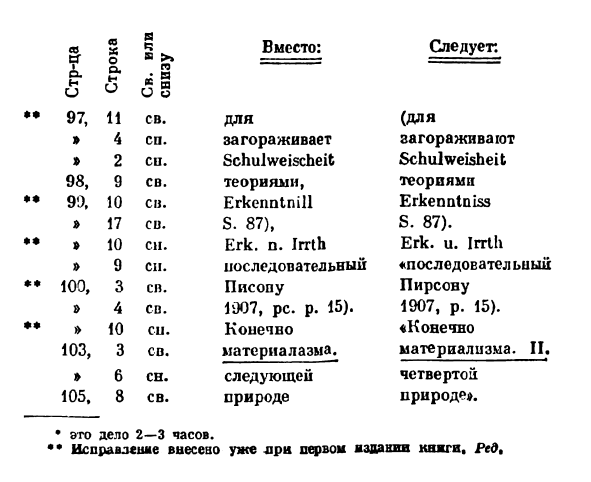 Стр-ца Строка Св. или снизу Вместо: Следует:
** 97, 11 св. для (для
» 4 сн. загораживает загораживают
» 2 сн. Schulweischeit Schulweisheit
98, 9 св. теориями, теориями
** 99, 10 св. Erkenntnill Erkenntniss
» 17 св. S. 87), S. 87).
** » 10 сн. Erk. n. Irrth Erk. u. Irrth
» 9 сн. последовательный «последовательный
** 100, 3 св. Писону Пирсону
» 4 св. 1907, pc. p. 15). 1907, p. 15).
** » 10 сн. Конечно «Конечно
103, 3 св. материалазма. материализма. II.
» 6 сн. следующей четвертой
105, 8 св. природе природе».
* это дело 2—3 часов.
** Исправление внесено уже при первом издании книги. Ред.